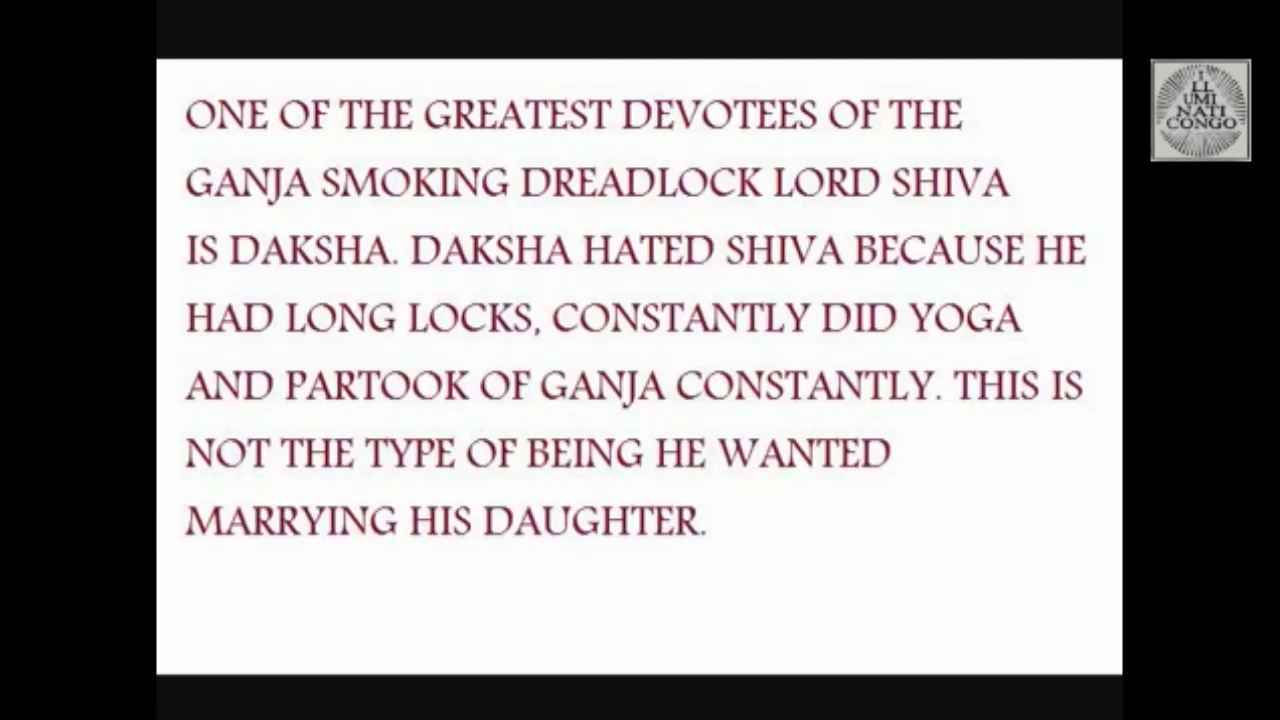 ONE OF THE GREATEST DEVOTEES OF THE
GANJA SMOKING DREADLOCK LORD SHIVA
IS DAKSHA. DAKSHA HATED SHIVA BECAUSE HE
HAD LONG LOCKS, CONSTANTLY DID YOGA
AND PARTOOK OF GANJA CONSTANTLY. THIS IS
NOT THE TYPE OF BEING HE WANTED
MARRYING HIS DAUGHTER.
I
LL
UMI
NATI
CONGO